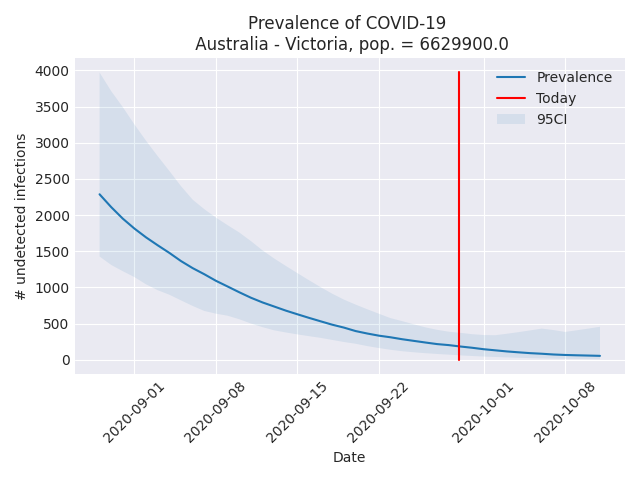 Prevalence of COVID-19
Australia - Victoria, pop. = 6629900.0
Prevalence
Today
95CI
# undetected infections
4000
3500
3000
2500
2000
1500
1000
500
0
2020-09-01
2020-09-08
2020-09-15
2020-09-22
2020-10-01
2020-10-08
Date